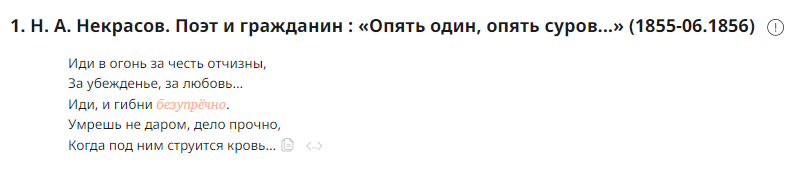 1. Н. А. Некрасов. Поэт и гражданин : «Опять один, опять суров...» (1855-06.1856)
Иди в огонь за честь отчизны,
За убежденье, за любовь...
Иди, и гибни безупрёчно.
Умрешь не даром, дело прочно,
Когда под ним струится кровь...